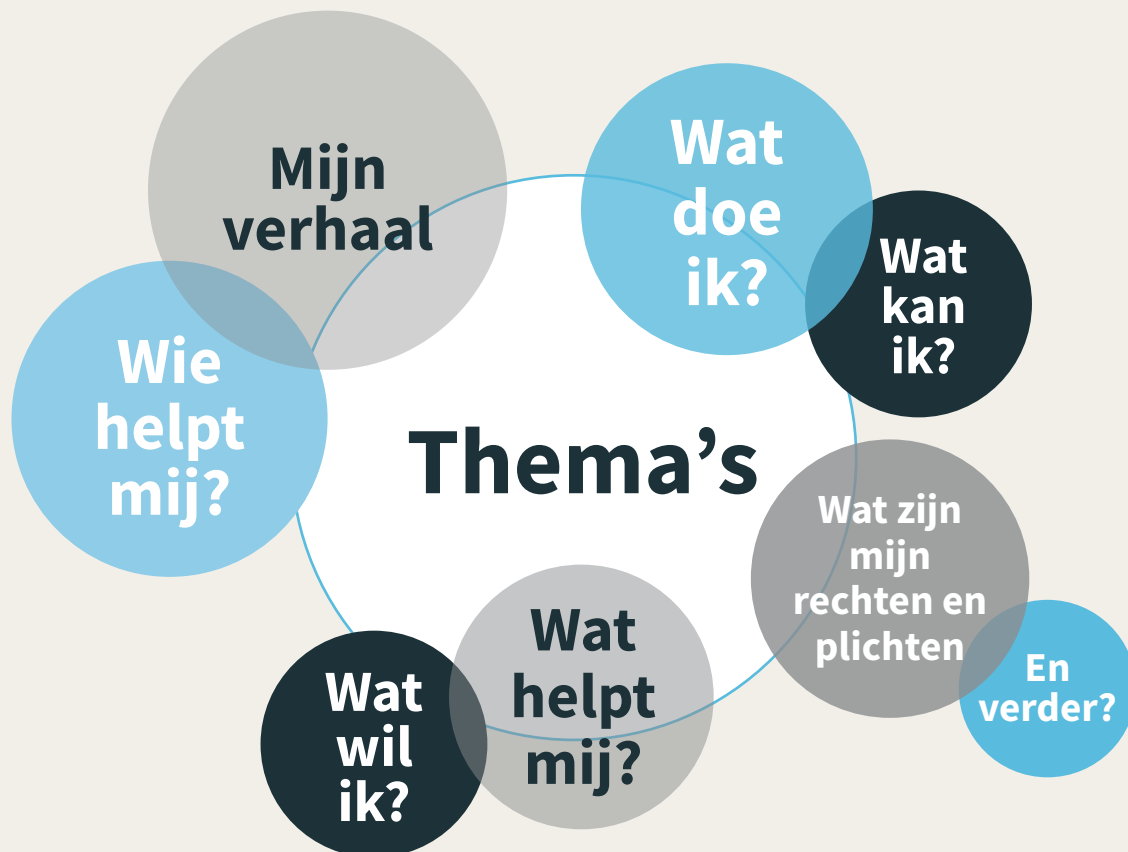 Mijn
verhaal
Wat
doe
ik?
Wat
kan
ik?
Wie
helpt
mij?
Thema’s
Wat zijn
mijn
rechten en
plichten
En
verder?
Wat
helpt
mij?
Wat
wil
ik?